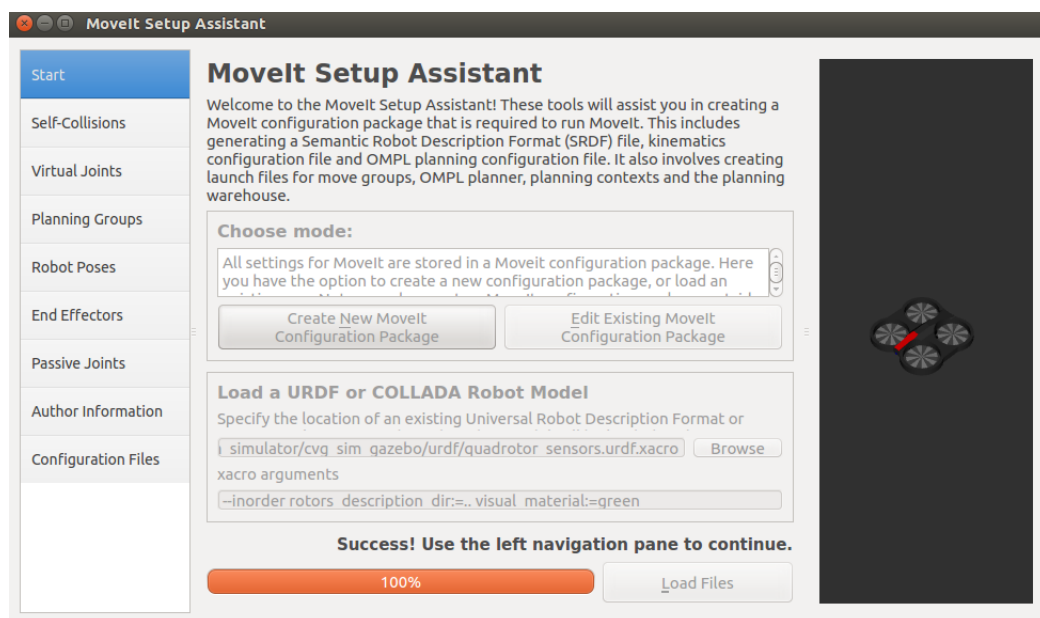 MoveIt Setup Assistant
Start
Self-Collisions
Virtual Joints
Planning Groups
Robot Poses
End Effectors
Passive Joints
Author Information
Configuration Files
MoveIt Setup Assistant
Welcome to the MoveIt Setup Assistant! These tools will assist you in creating a
MoveIt configuration package that is required to run MoveIt. This includes
generating a Semantic Robot Description Format (SRDF) file, kinematics
configuration file and OMPL planning configuration file. It also involves creating
launch files for move groups, OMPL planner, planning contexts and the planning
warehouse.
Choose mode:
All settings for MoveIt are stored in a Moveit configuration package. Here
you have the option to create a new configuration package, or load an
Create New MoveIt
Configuration Package
Edit Existing MoveIt
Configuration Package
Load a URDF or COLLADA Robot Model
Specify the location of an existing Universal Robot Description Format or
_simulator/cvg_sim_gazebo/urdf/quadrotor_sensors.urdf.xacro
Browse
xacro arguments
--inorder rotors_description_dir:=.. visual_material:=green
Success! Use the left navigation pane to continue.
100%
Load Files